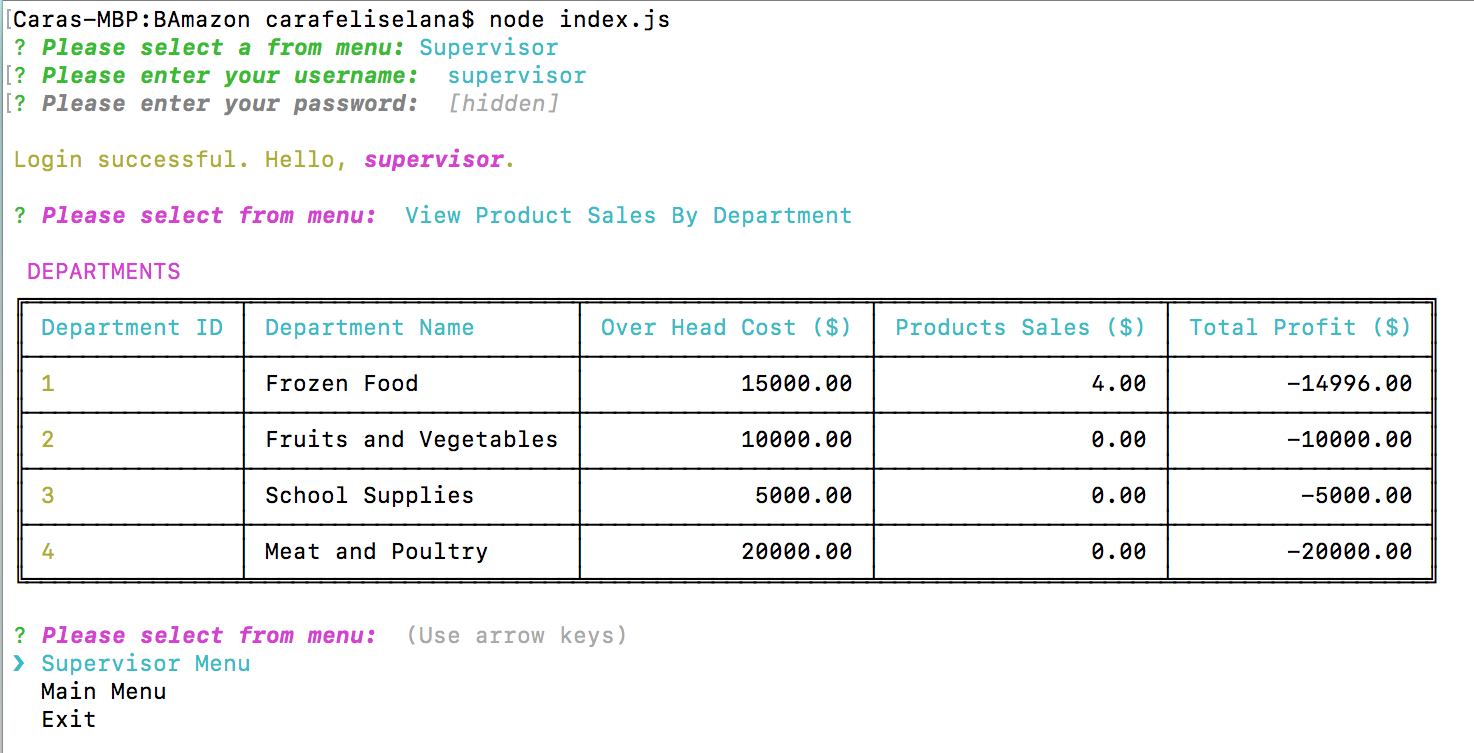 [Caras-MBP:BAmazon carafeliselana$ node index.js
? Please select a from menu: Supervisor
[? Please enter your username:  supervisor
[? Please enter your password:  [hidden]
Login successful. Hello, supervisor.
? Please select from menu:  View Product Sales By Department
DEPARTMENTS
Department ID Department Name Over Head Cost ($) Products Sales ($) Total Profit ($)
1 Frozen Food 15000.00 4.00 -14996.00
2 Fruits and Vegetables 10000.00 0.00 -10000.00
3 School Supplies 5000.00 0.00 -5000.00
4 Meat and Poultry 20000.00 0.00 -20000.00
? Please select from menu:  (Use arrow keys)
❯ Supervisor Menu
Main Menu
Exit